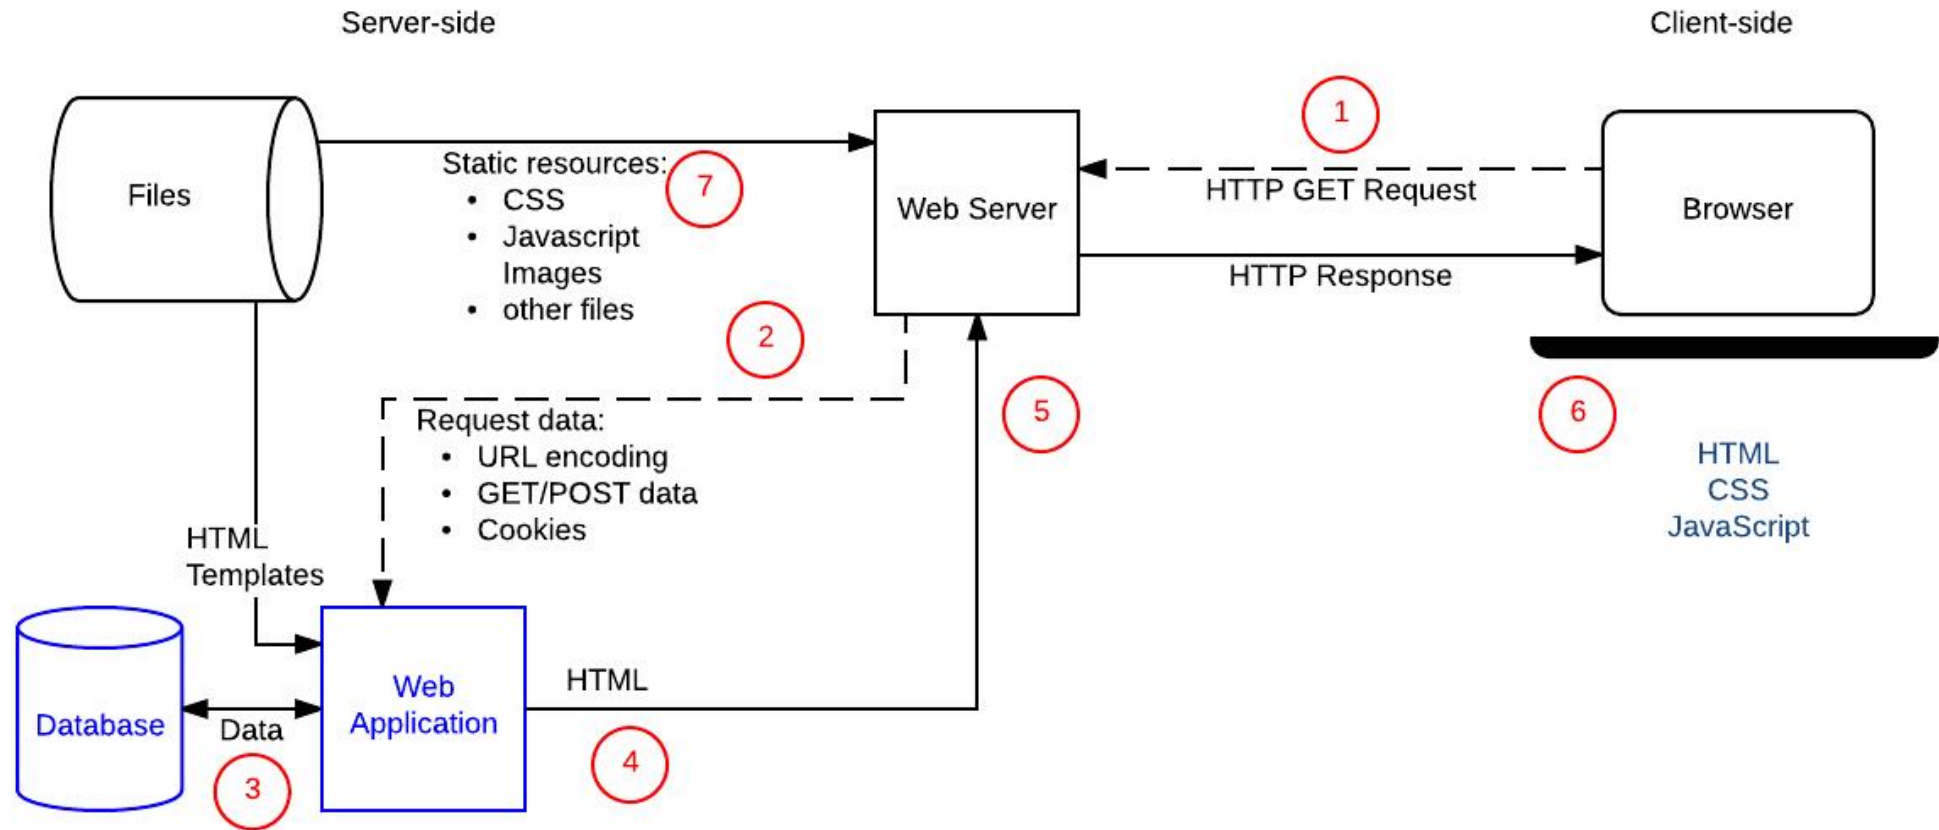 Server-side
Client-side
Files
Static resources:
• CSS
• Javascript
Images
• other files
7
Web Server
1
HTTP GET Request
HTTP Response
Browser
2
Request data:
• URL encoding
• GET/POST data
• Cookies
5
6
HTML
CSS
JavaScript
HTML
Templates
Database
Data
3
Web
Application
HTML
4